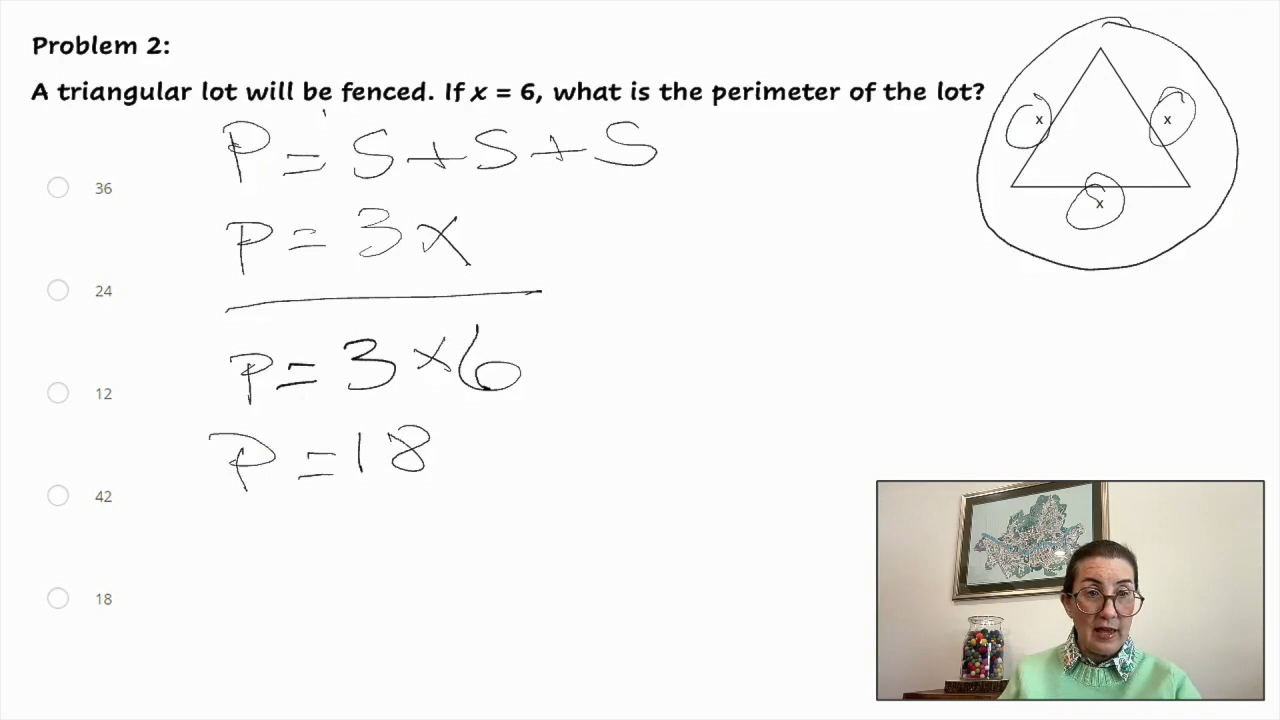 Problem 2:
A triangular lot will be fenced. If x = 6, what is the perimeter of the lot?
x
x
x
P = S + S + S
36
P = 3x
24
P = 3 × 6
12
P = 18
42
18